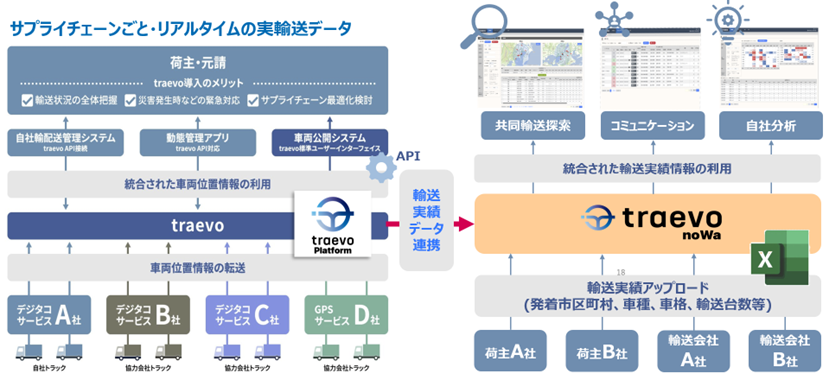 サプライチェーンごと・リアルタイムの実輸送データ
荷主・元請
traevo導入のメリット
輸送状況の全体把握
災害発生時などの緊急対応
サプライチェーン最適化検討
自社輸配送管理システム
traevo API接続
動態管理アプリ
traevo API対応
車両公開システム
traevo標準ユーザーインタフェイス
API
統合された車両位置情報の利用
traevo
traevo
Platform
車両位置情報の転送
デジタコ
サービス A社
デジタコ
サービス B社
デジタコ
サービス C社
GPS
サービス D社
自社トラック
協力会社トラック
協力会社トラック
協力会社トラック
輸送
実績
データ
連携
共同輸送探索
コミュニケーション
自社分析
統合された輸送実績情報の利用
traevo
noWa
X
18
輸送実績アップロード
(発着市区町村、車種、車格、輸送台数等)
荷主A社
荷主B社
輸送会社
A社
輸送会社
B社